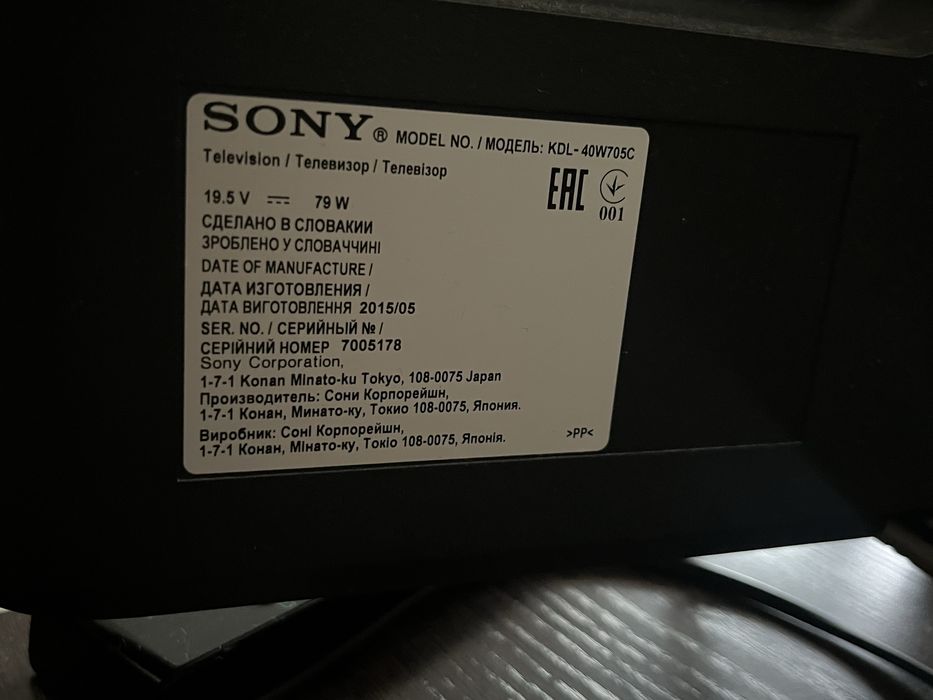 SONY® MODEL NO. / МОДЕЛЬ: KDL- 40W705C
Television / Телевизор / Телевізор
EAC
19.5 V ⎓ 79 W
001
СДЕЛАНО В СЛОВАКИИ
ЗРОБЛЕНО У СЛОВАЧЧИНІ
DATE OF MANUFACTURE /
ДАТА ИЗГОТОВЛЕНИЯ /
ДАТА ВИГОТОВЛЕННЯ 2015/05
SER. NO. / СЕРИЙНЫЙ № /
СЕРІЙНИЙ НОМЕР 7005178
Sony Corporation,
1-7-1 Konan Minato-ku Tokyo, 108-0075 Japan
Производитель: Сони Корпорейшн,
1-7-1 Конан, Минато-ку, Токио 108-0075, Япония.
Виробник: Соні Корпорейшн,
1-7-1 Конан, Мінато-ку, Токіо 108-0075, Японія.
>PP<